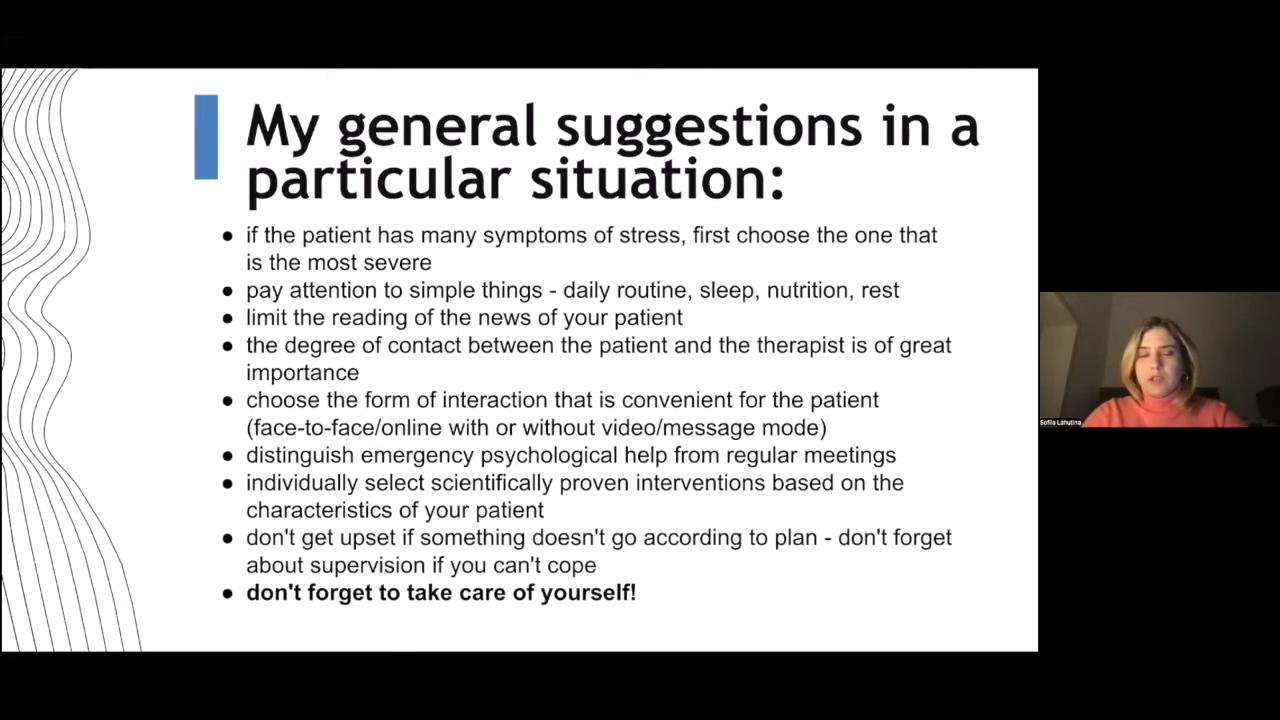 My general suggestions in a
particular situation:
● if the patient has many symptoms of stress, first choose the one that
is the most severe
● pay attention to simple things - daily routine, sleep, nutrition, rest
● limit the reading of the news of your patient
● the degree of contact between the patient and the therapist is of great
importance
● choose the form of interaction that is convenient for the patient
(face-to-face/online with or without video/message mode)
● distinguish emergency psychological help from regular meetings
● individually select scientifically proven interventions based on the
characteristics of your patient
● don't get upset if something doesn't go according to plan - don't forget
about supervision if you can't cope
● don't forget to take care of yourself!
Sofiia Lahutina